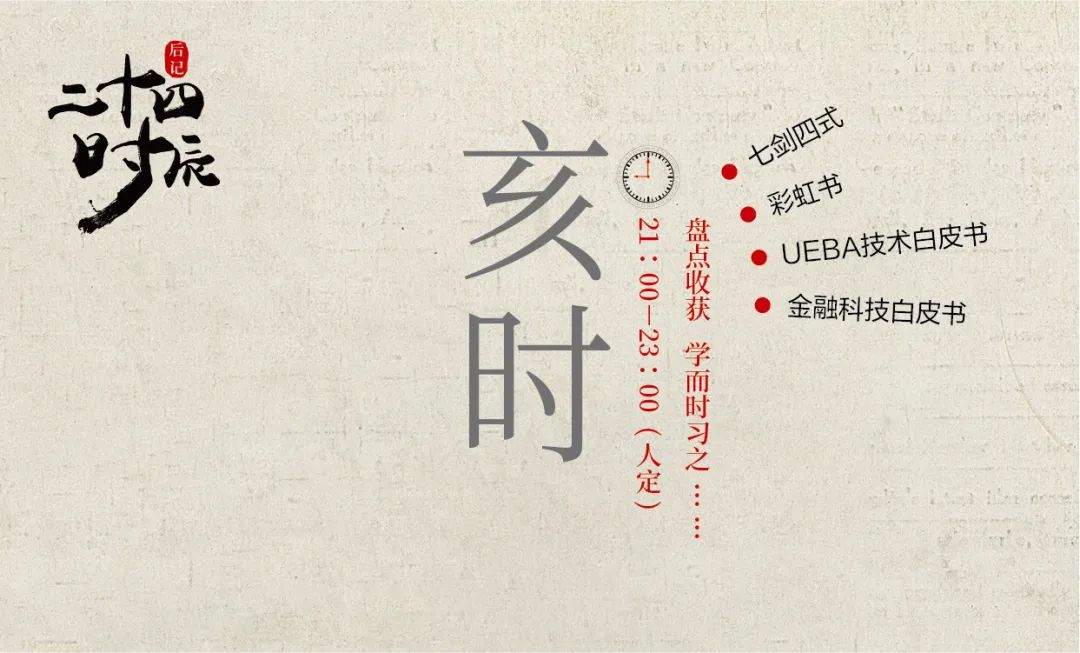 后记
二十四
时辰
亥时
21：00—23：00（人定）
盘点收获 学而时习之……
七剑四式
彩虹书
UEBA技术白皮书
金融科技白皮书